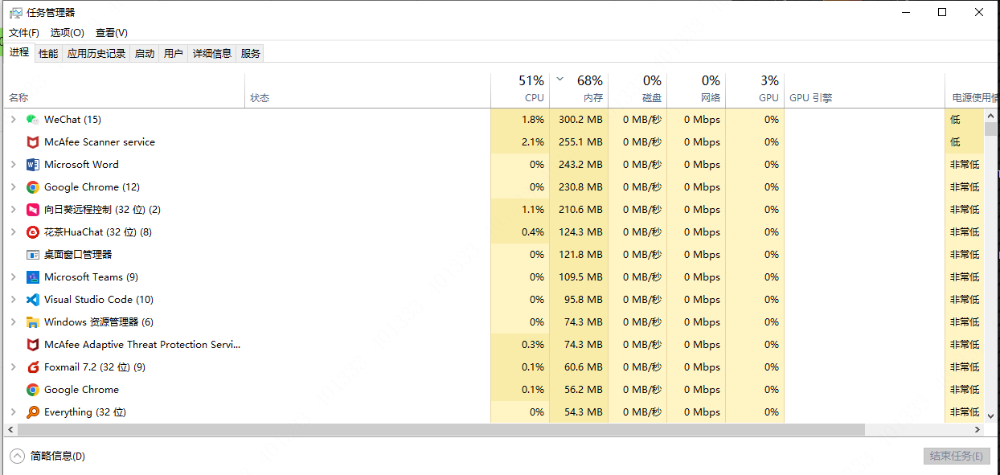 任务管理器
文件(F) 选项(O) 查看(V)
进程 性能 应用历史记录 启动 用户 详细信息 服务
51% 68% 0% 0% 3%
名称 状态 CPU 内存 磁盘 网络 GPU GPU 引擎 电源使用情
WeChat (15) 1.8% 300.2 MB 0 MB/秒 0 Mbps 0% 低
McAfee Scanner service 2.1% 255.1 MB 0 MB/秒 0 Mbps 0% 低
Microsoft Word 0% 243.2 MB 0 MB/秒 0 Mbps 0% 非常低
Google Chrome (12) 0% 230.8 MB 0 MB/秒 0 Mbps 0% 非常低
向日葵远程控制 (32 位) (2) 1.1% 210.6 MB 0 MB/秒 0 Mbps 0% 非常低
花茶HuaChat (32 位) (8) 0.4% 124.3 MB 0 MB/秒 0 Mbps 0% 非常低
桌面窗口管理器 0% 121.8 MB 0 MB/秒 0 Mbps 0% 非常低
Microsoft Teams (9) 0% 109.5 MB 0 MB/秒 0 Mbps 0% 非常低
Visual Studio Code (10) 0% 95.8 MB 0 MB/秒 0 Mbps 0% 非常低
Windows 资源管理器 (6) 0% 74.3 MB 0 MB/秒 0 Mbps 0% 非常低
McAfee Adaptive Threat Protection Servi... 0.3% 74.3 MB 0 MB/秒 0 Mbps 0% 非常低
Foxmail 7.2 (32 位) (9) 0.1% 60.6 MB 0 MB/秒 0 Mbps 0% 非常低
Google Chrome 0.1% 56.2 MB 0 MB/秒 0 Mbps 0% 非常低
Everything (32 位) 0% 54.3 MB 0 MB/秒 0 Mbps 0% 非常低
简略信息(D) 结束任务(E)